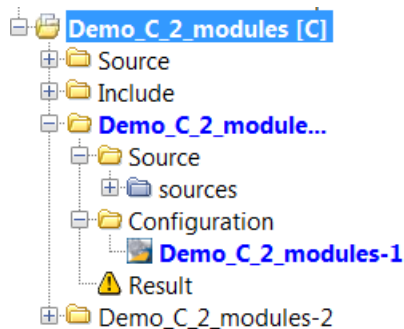 Demo_C_2_modules [C]
Source
Include
Demo_C_2_module...
Source
sources
Configuration
Demo_C_2_modules-1
Result
Demo_C_2_modules-2